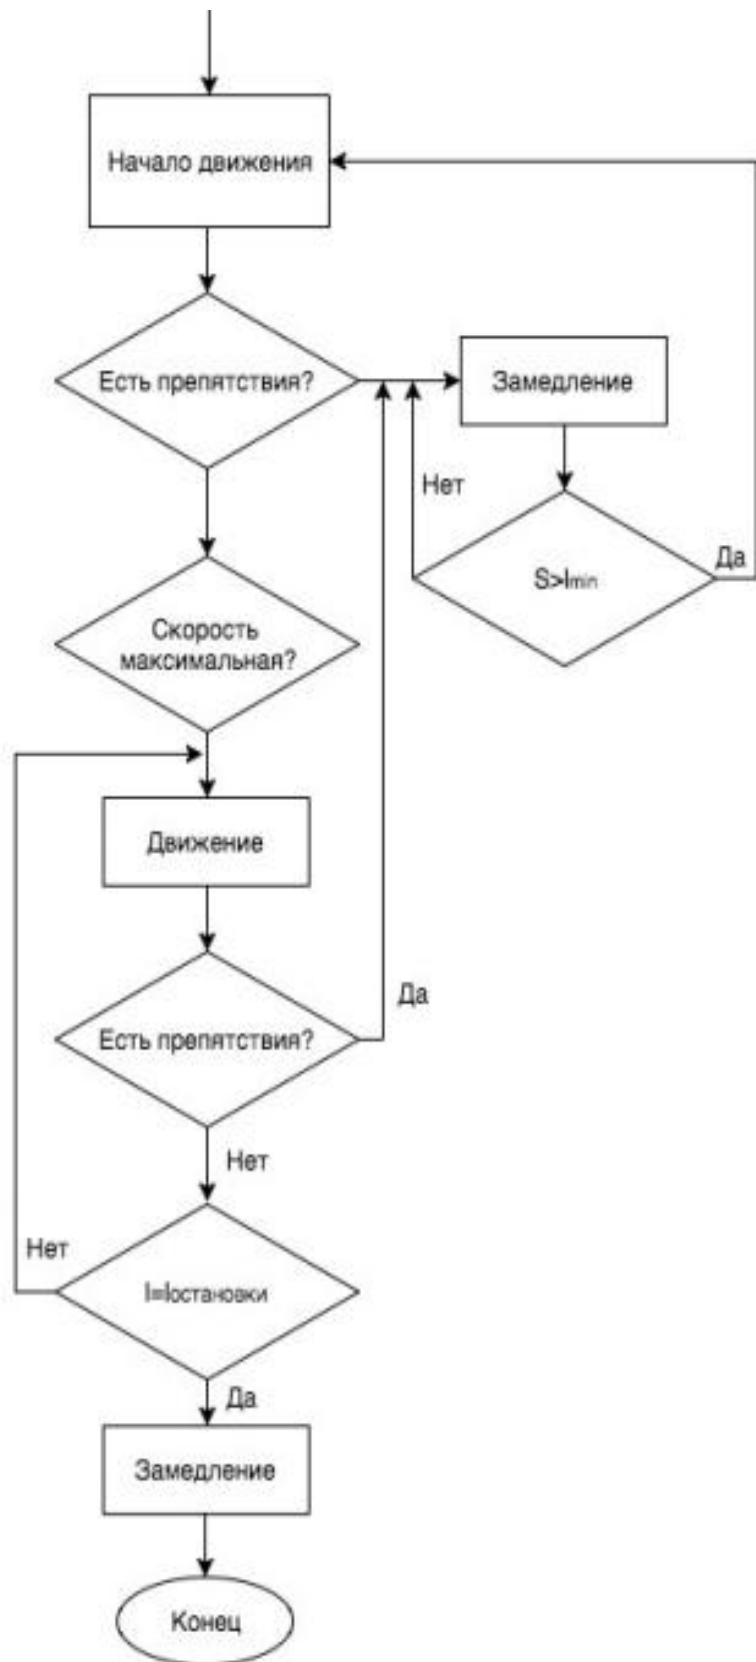 Начало движения
Есть препятствия?
Замедление
Нет
Да
S>lmin
Скорость
максимальная?
Движение
Да
Есть препятствия?
Нет
Нет
l=lостановки
Да
Замедление
Конец